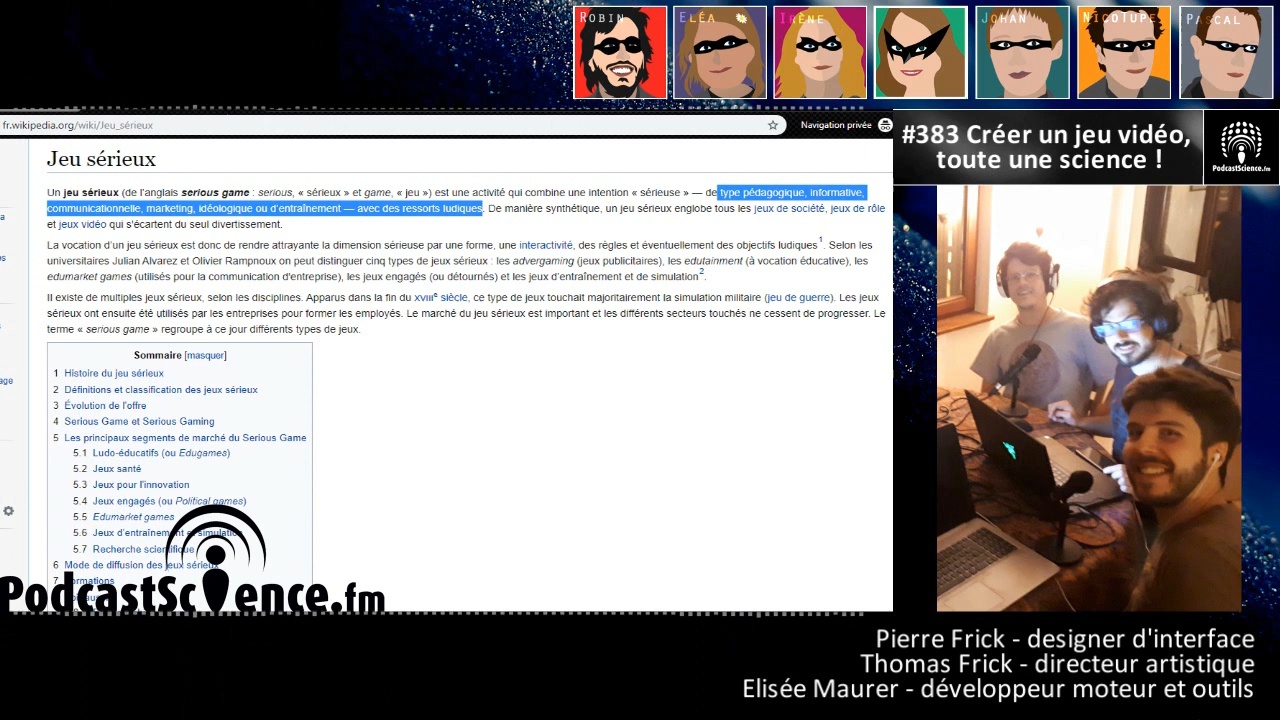 ROBIN ELÉA IRÈNE JOHAN NICOTUPE PASCAL
fr.wikipedia.org/wiki/Jeu_sérieux
Navigation privée
#383 Créer un jeu vidéo,
toute une science !
PodcastScience.fm
Jeu sérieux
Un jeu sérieux (de l'anglais serious game : serious, « sérieux » et game, « jeu ») est une activité qui combine une intention « sérieuse » — de type pédagogique, informative,
communicationnelle, marketing, idéologique ou d'entraînement — avec des ressorts ludiques. De manière synthétique, un jeu sérieux englobe tous les jeux de société, jeux de rôle
et jeux vidéo qui s'écartent du seul divertissement.
La vocation d'un jeu sérieux est donc de rendre attrayante la dimension sérieuse par une forme, une interactivité, des règles et éventuellement des objectifs ludiques1. Selon les
universitaires Julian Alvarez et Olivier Rampnoux on peut distinguer cinq types de jeux sérieux : les advergaming (jeux publicitaires), les edutainment (à vocation éducative), les
edumarket games (utilisés pour la communication d'entreprise), les jeux engagés (ou détournés) et les jeux d'entraînement et de simulation2.
Il existe de multiples jeux sérieux, selon les disciplines. Apparus dans la fin du XVIIIe siècle, ce type de jeux touchait majoritairement la simulation militaire (jeu de guerre). Les jeux
sérieux ont ensuite été utilisés par les entreprises pour former les employés. Le marché du jeu sérieux est important et les différents secteurs touchés ne cessent de progresser. Le
terme « serious game » regroupe à ce jour différents types de jeux.
Sommaire [masquer]
1 Histoire du jeu sérieux
2 Définitions et classification des jeux sérieux
3 Évolution de l'offre
4 Serious Game et Serious Gaming
5 Les principaux segments de marché du Serious Game
5.1 Ludo-éducatifs (ou Edugames)
5.2 Jeux santé
5.3 Jeux pour l'innovation
5.4 Jeux engagés (ou Political games)
5.5 Edumarket games
5.6 Jeux d'entraînement et simulation
5.7 Recherche scientifique
6 Mode de diffusion des jeux sérieux
7 Formations
age
PodcastScience.fm
Pierre Frick - designer d'interface
Thomas Frick - directeur artistique
Elisée Maurer - développeur moteur et outils